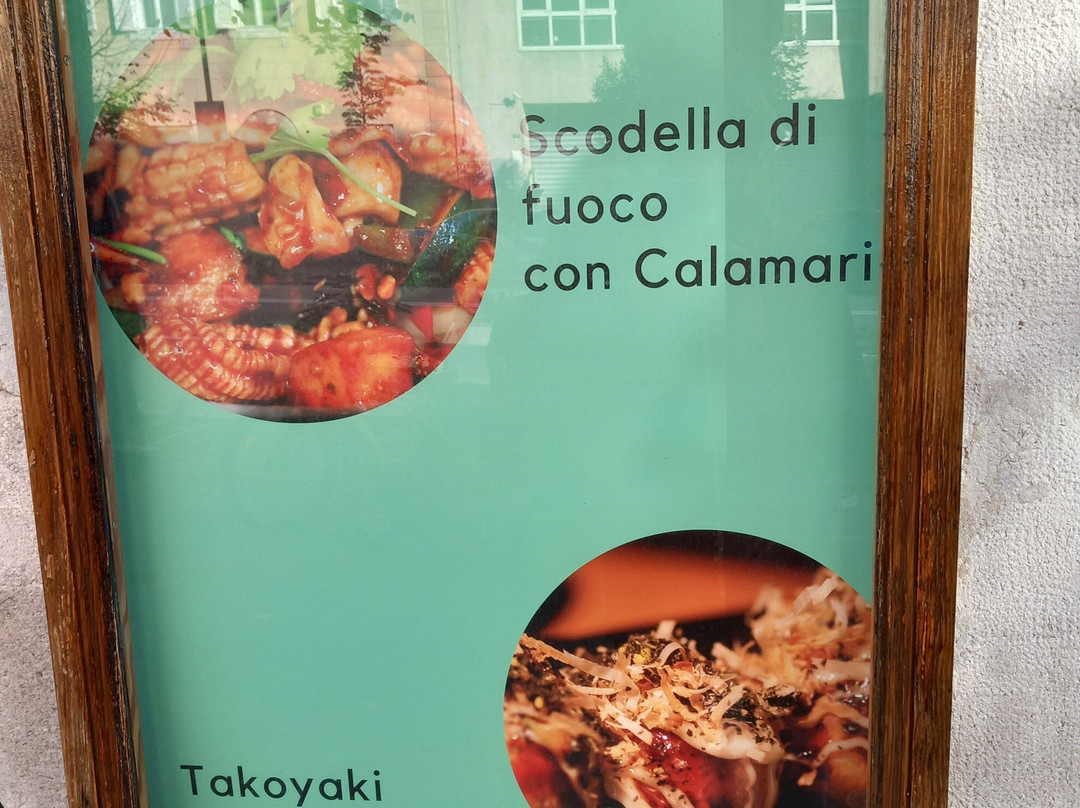 Scodella di
fuoco
con Calamari
Takoyaki